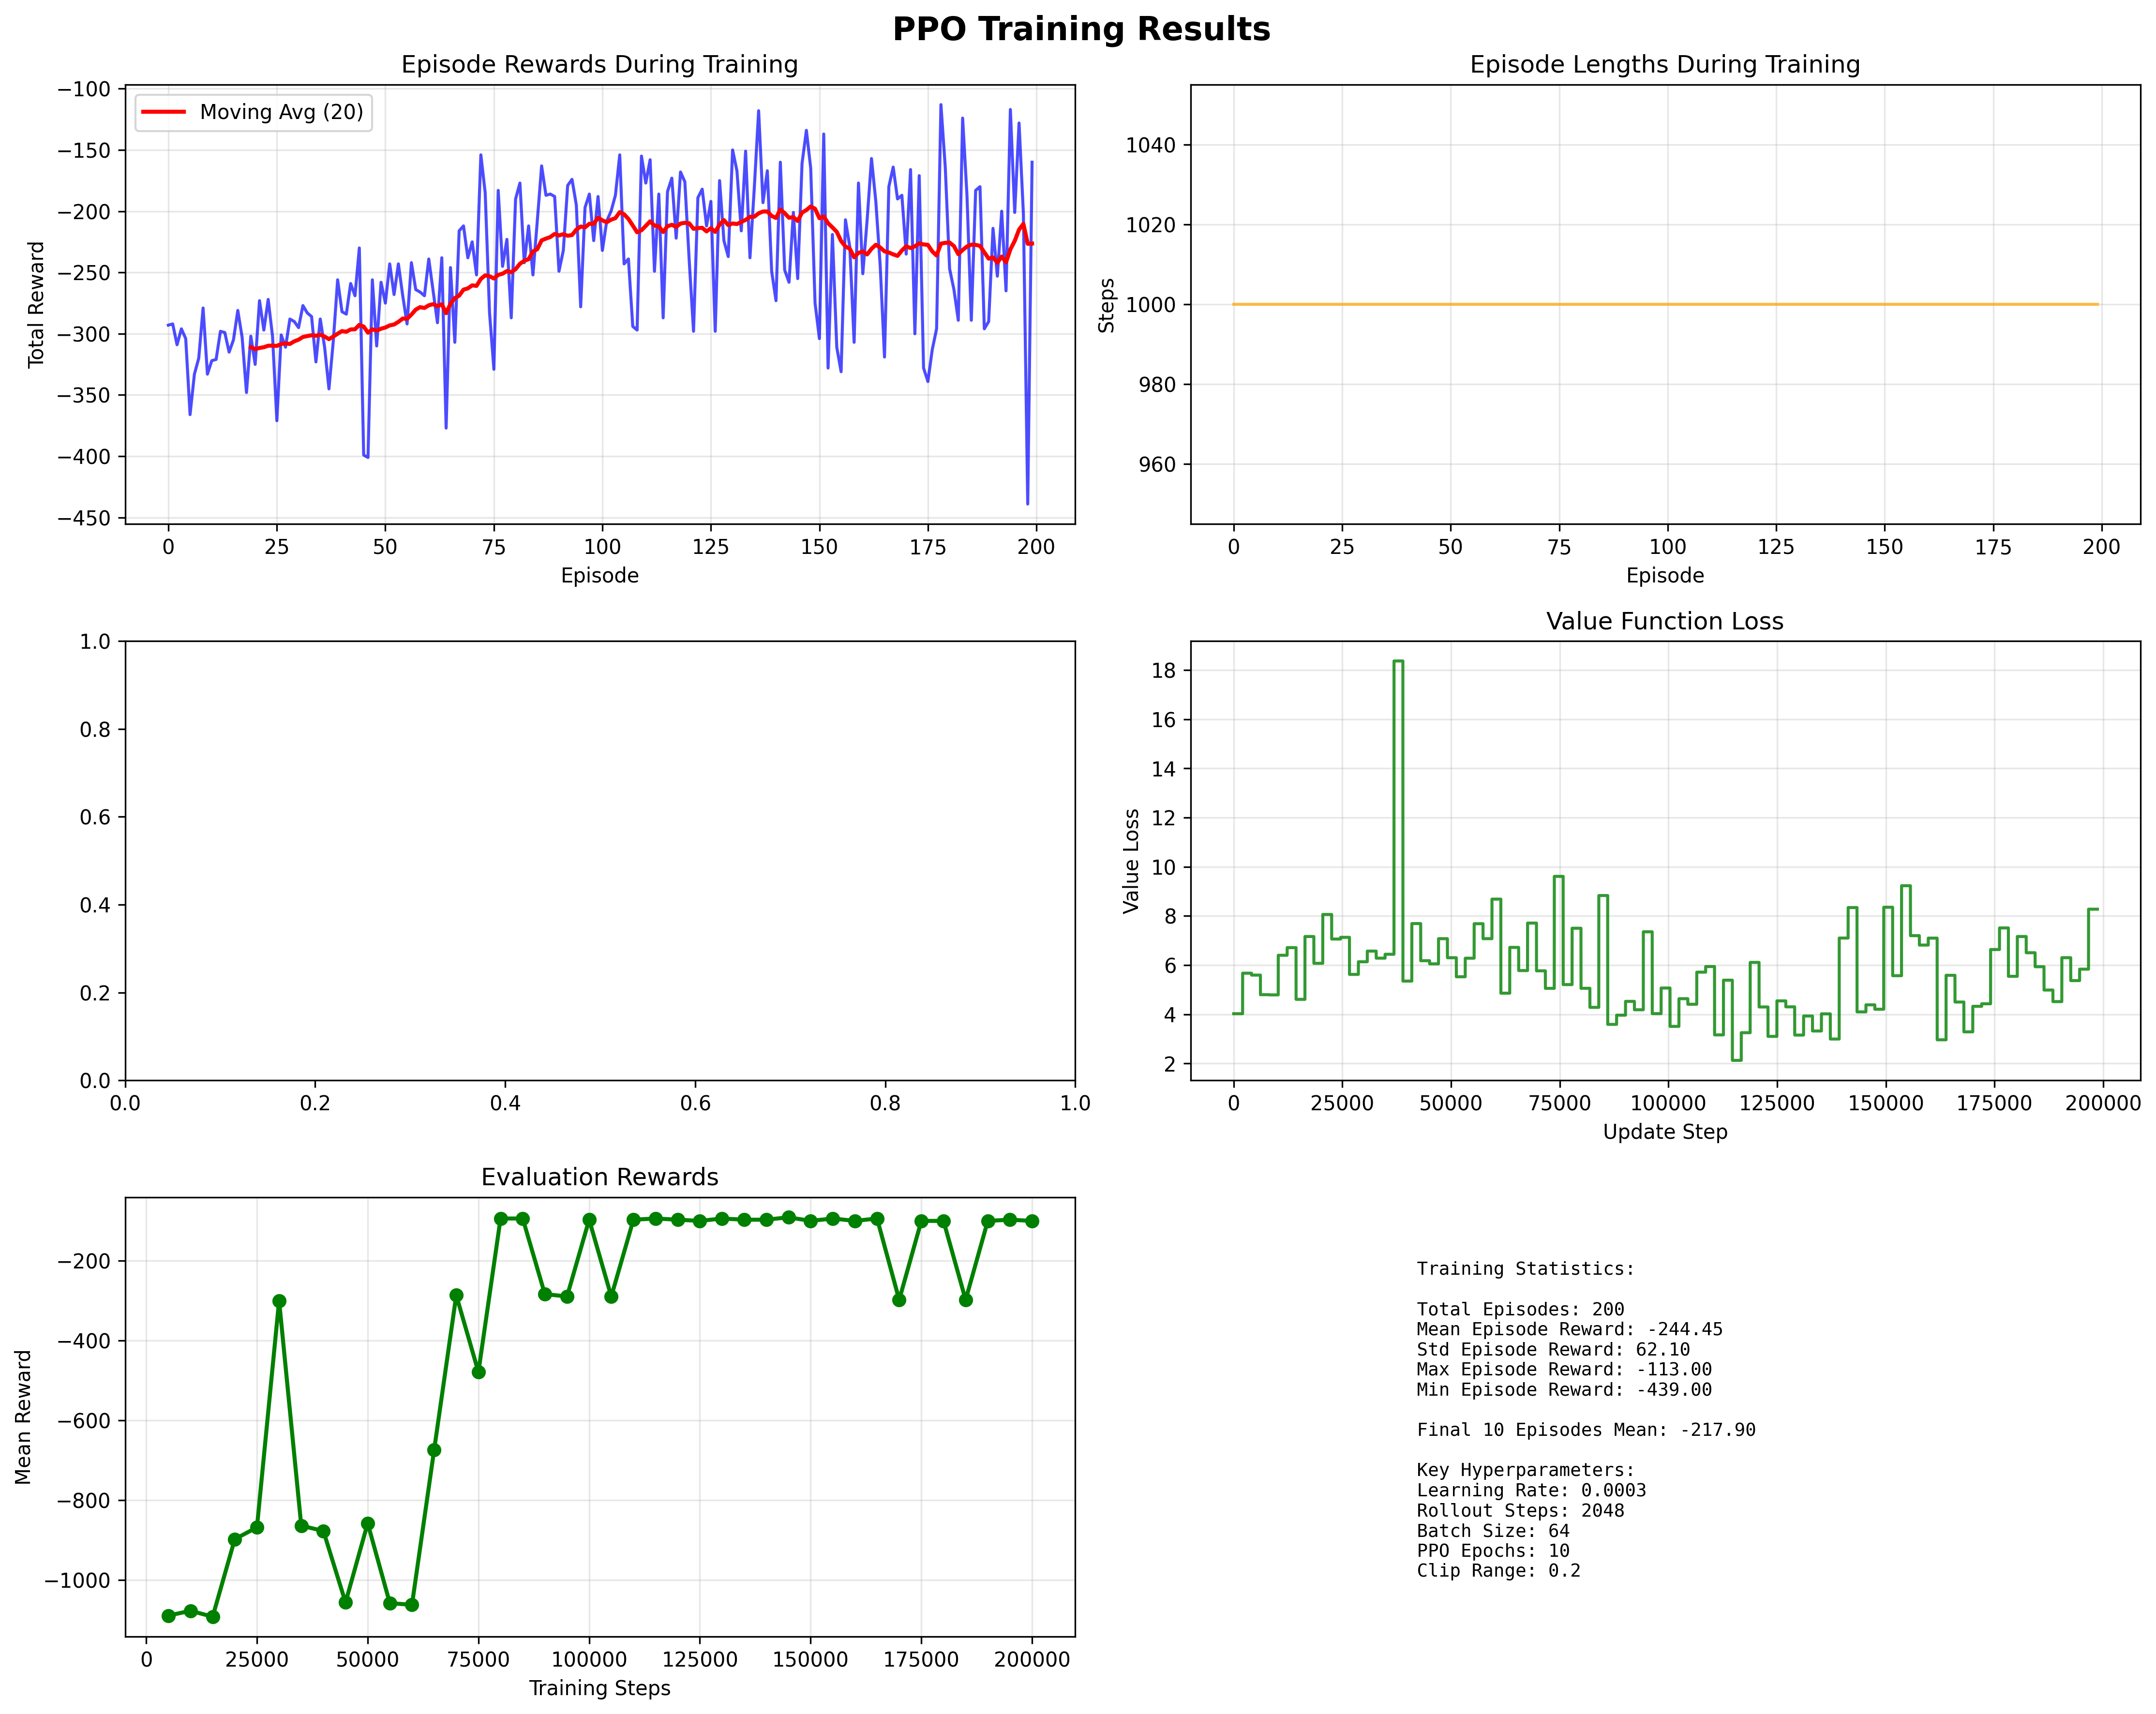 PPO Training Results
Episode Rewards During Training
Moving Avg (20)
−100
−150
−200
−250
−300
−350
−400
−450
Total Reward
0 25 50 75 100 125 150 175 200
Episode
Episode Lengths During Training
1040
1020
1000
980
960
Steps
0 25 50 75 100 125 150 175 200
Episode
1.0
0.8
0.6
0.4
0.2
0.0
0.0 0.2 0.4 0.6 0.8 1.0
Value Function Loss
18
16
14
12
10
8
6
4
2
Value Loss
0 25000 50000 75000 100000 125000 150000 175000 200000
Update Step
Evaluation Rewards
−200
−400
−600
−800
−1000
Mean Reward
0 25000 50000 75000 100000 125000 150000 175000 200000
Training Steps
Training Statistics:
Total Episodes: 200
Mean Episode Reward: -244.45
Std Episode Reward: 62.10
Max Episode Reward: -113.00
Min Episode Reward: -439.00
Final 10 Episodes Mean: -217.90
Key Hyperparameters:
Learning Rate: 0.0003
Rollout Steps: 2048
Batch Size: 64
PPO Epochs: 10
Clip Range: 0.2